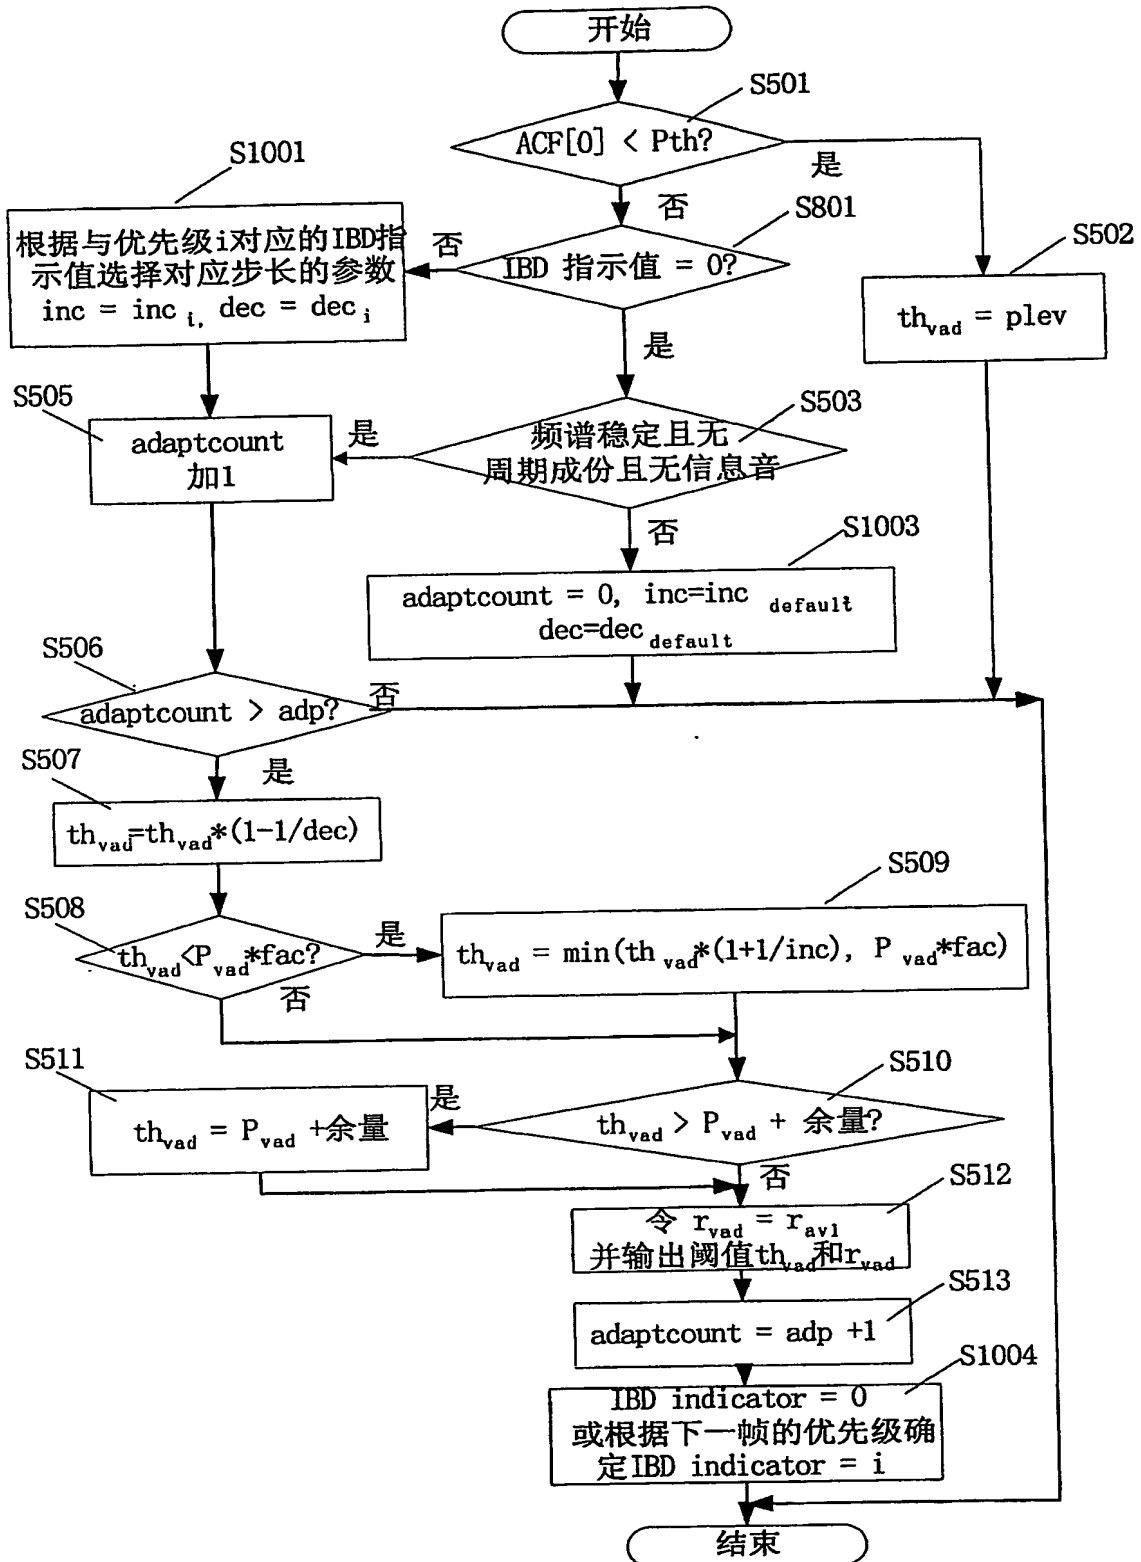 开始
S501
ACF[0] < Pth?
是
否
S1001
S801
S502
根据与优先级i对应的IBD指
示值选择对应步长的参数
inc = inc i, dec = dec i
否
IBD 指示值 = 0?
th vad = plev
是
S505
S503
adaptcount
加1
是
频谱稳定且无
周期成份且无信息音
否
S1003
adaptcount = 0, inc=inc default
dec=dec default
S506
adaptcount > adp?
否
S507
是
th vad=th vad*(1-1/dec)
S509
S508
th vad<P vad*fac?
是
th vad = min(th vad*(1+1/inc), P vad*fac)
否
S511
S510
th vad = P vad +余量
是
th vad > P vad + 余量?
否
S512
令 r vad = r av1
并输出阈值th vad和r vad
S513
adaptcount = adp +1
S1004
IBD indicator = 0
或根据下一帧的优先级确
定IBD indicator = i
结束